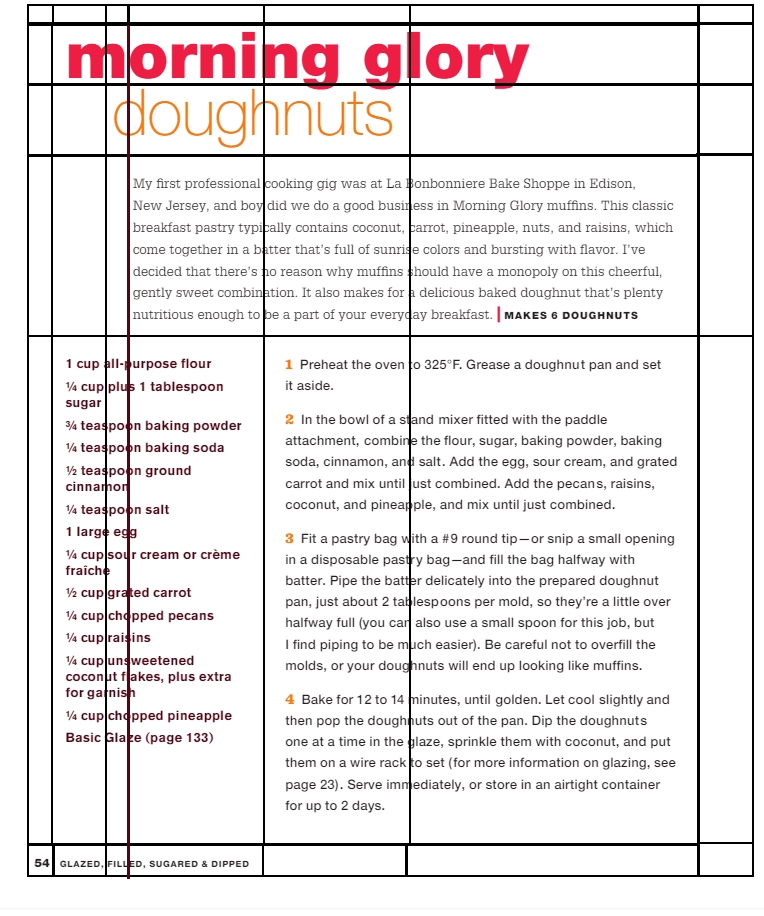 morning glory
doughnuts
My first professional cooking gig was at La Bonbonniere Bake Shoppe in Edison,
New Jersey, and boy did we do a good business in Morning Glory muffins. This classic
breakfast pastry typically contains coconut, carrot, pineapple, nuts, and raisins, which
come together in a batter that's full of sunrise colors and bursting with flavor. I've
decided that there's no reason why muffins should have a monopoly on this cheerful,
gently sweet combination. It also makes for a delicious baked doughnut that's plenty
nutritious enough to be a part of your everyday breakfast. | MAKES 6 DOUGHNUTS
1 cup all-purpose flour
¼ cup plus 1 tablespoon
sugar
¾ teaspoon baking powder
¼ teaspoon baking soda
½ teaspoon ground
cinnamon
¼ teaspoon salt
1 large egg
¼ cup sour cream or crème
fraîche
½ cup grated carrot
¼ cup chopped pecans
¼ cup raisins
¼ cup unsweetened
coconut flakes, plus extra
for garnish
¼ cup chopped pineapple
Basic Glaze (page 133)
1 Preheat the oven to 325°F. Grease a doughnut pan and set
it aside.
2 In the bowl of a stand mixer fitted with the paddle
attachment, combine the flour, sugar, baking powder, baking
soda, cinnamon, and salt. Add the egg, sour cream, and grated
carrot and mix until just combined. Add the pecans, raisins,
coconut, and pineapple, and mix until just combined.
3 Fit a pastry bag with a #9 round tip—or snip a small opening
in a disposable pastry bag—and fill the bag halfway with
batter. Pipe the batter delicately into the prepared doughnut
pan, just about 2 tablespoons per mold, so they're a little over
halfway full (you can also use a small spoon for this job, but
I find piping to be much easier). Be careful not to overfill the
molds, or your doughnuts will end up looking like muffins.
4 Bake for 12 to 14 minutes, until golden. Let cool slightly and
then pop the doughnuts out of the pan. Dip the doughnuts
one at a time in the glaze, sprinkle them with coconut, and put
them on a wire rack to set (for more information on glazing, see
page 23). Serve immediately, or store in an airtight container
for up to 2 days.
54 GLAZED, FILLED, SUGARED & DIPPED